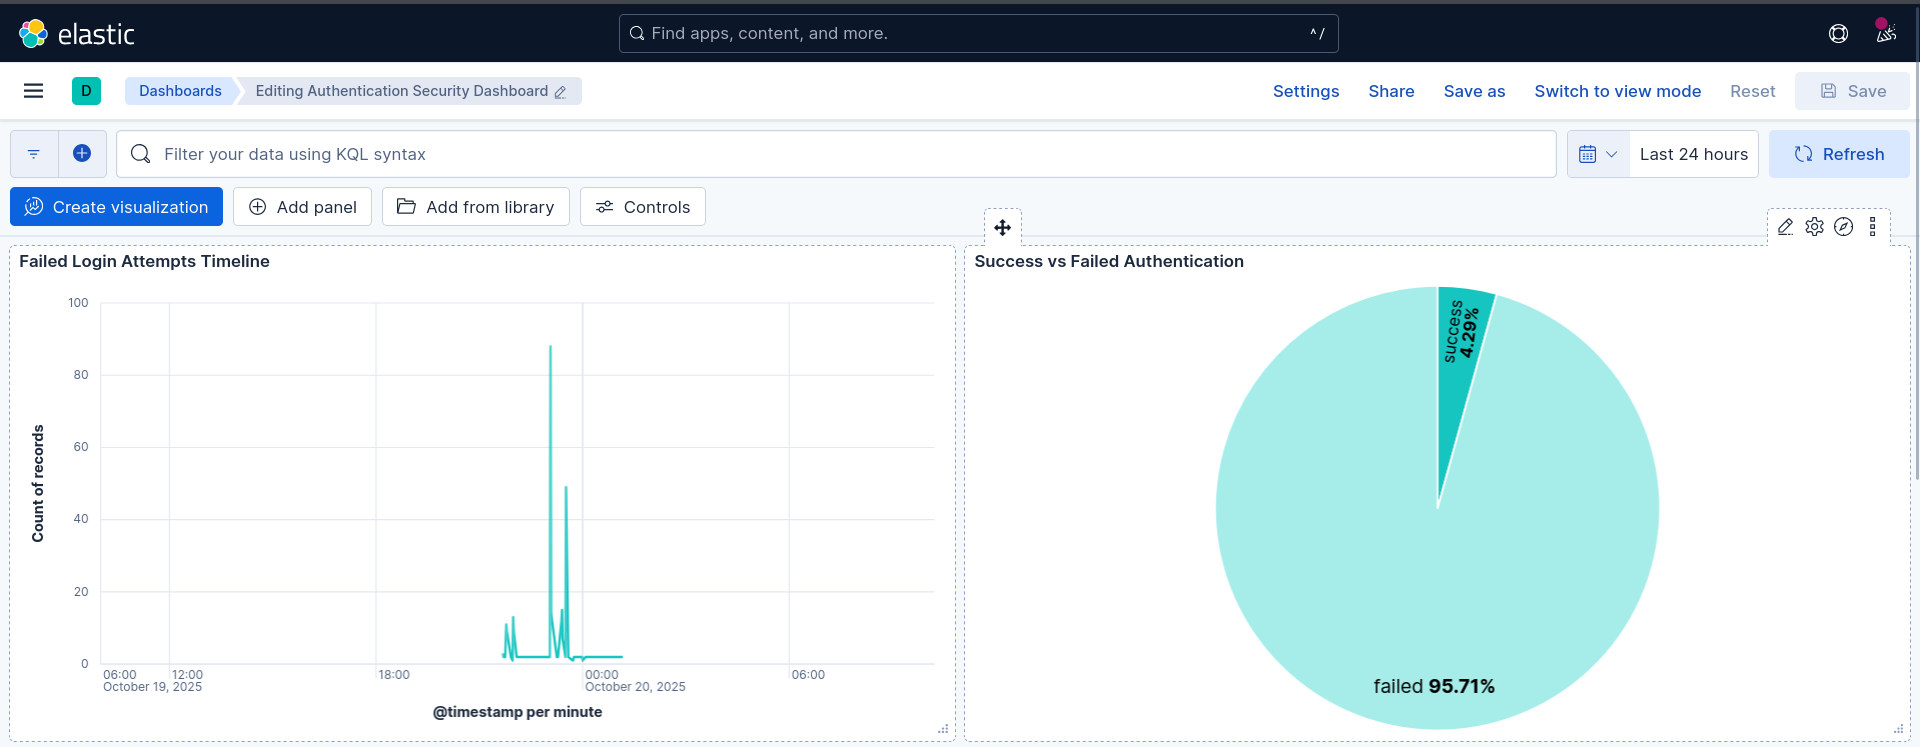 elastic
Find apps, content, and more.
^ /
D
Dashboards
Editing Authentication Security Dashboard
Settings
Share
Save as
Switch to view mode
Reset
Save
Filter your data using KQL syntax
Last 24 hours
Refresh
Create visualization
Add panel
Add from library
Controls
Failed Login Attempts Timeline
Count of records
100
80
60
40
20
0
06:00
October 19, 2025
12:00
18:00
00:00
October 20, 2025
06:00
@timestamp per minute
Success vs Failed Authentication
success
4.29%
failed 95.71%